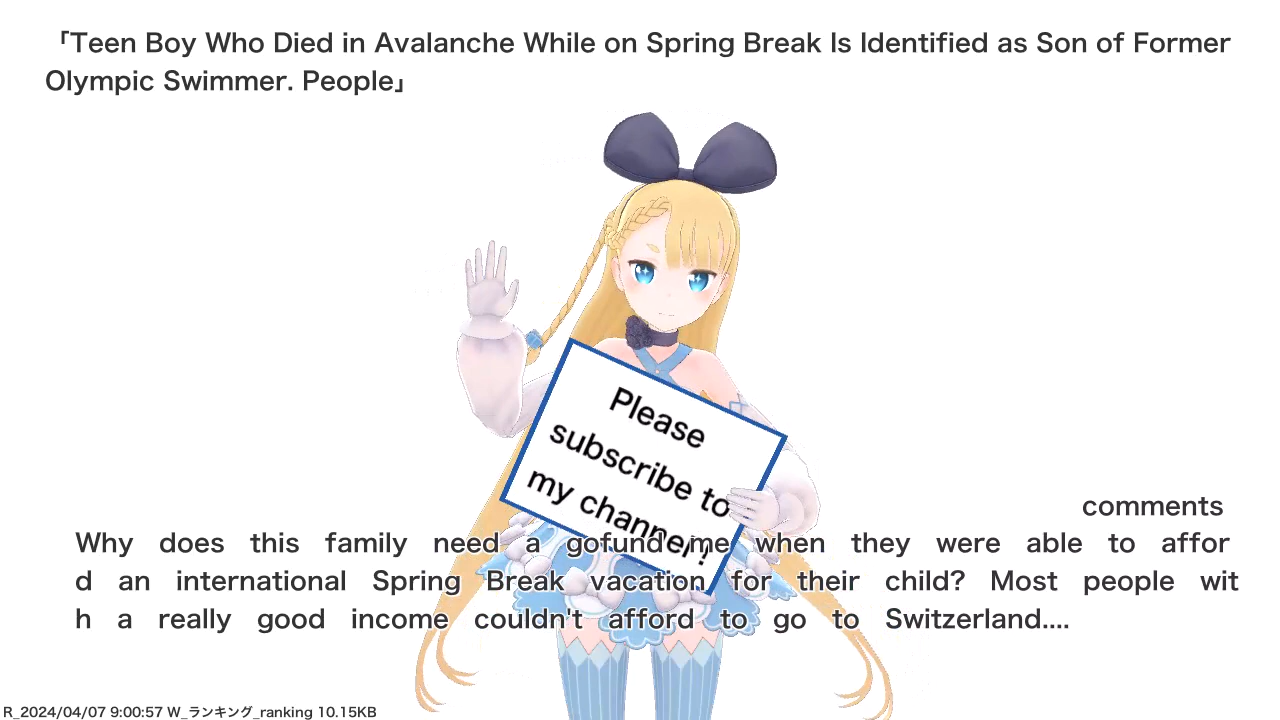 「Teen Boy Who Died in Avalanche While on Spring Break Is Identified as Son of Former
Olympic Swimmer. People」
Please
subscribe to
my channel!
comments
Why does this family need a gofund me when they were able to affor
d an international Spring Break vacation for their child? Most people wit
h a really good income couldn't afford to go to Switzerland....
R_2024/04/07 9:00:57 W_ランキング_ranking 10.15KB